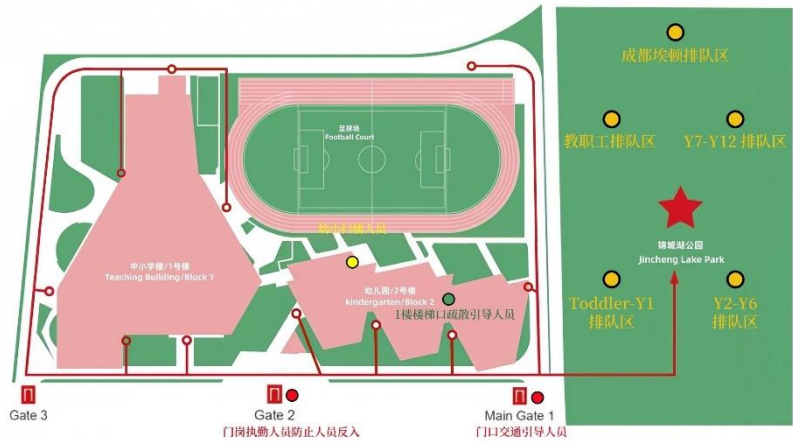 成都埃顿排队区
教职工排队区
Y7-Y12 排队区
足球场
Football Court
锦城湖公园
Jincheng Lake Park
中小学楼/1号楼
Teaching Building/Block 1
幼儿园/2号楼
kindergarten/Block 2
1楼楼梯口疏散引导人员
Toddler-Y1
排队区
Y2-Y6
排队区
Gate 3
Gate 2
门岗执勤人员防止人员反入
Main Gate 1
门口交通引导人员